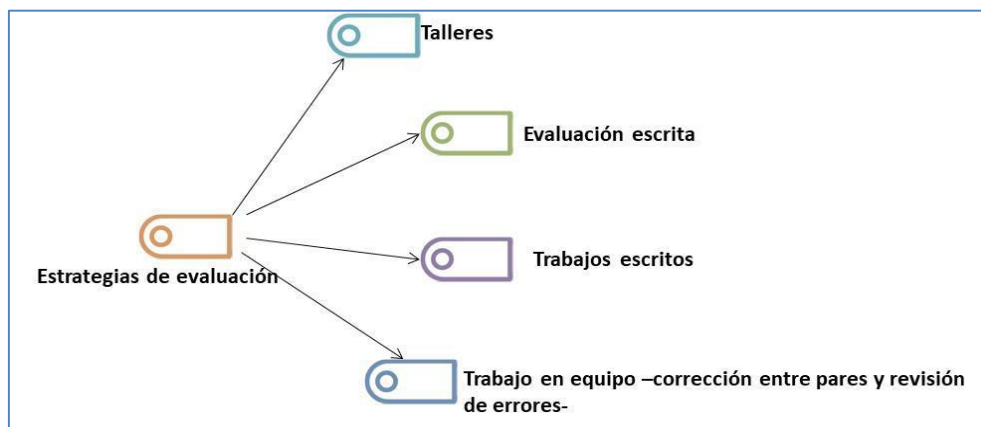 Talleres
Evaluación escrita
Estrategias de evaluación
Trabajos escritos
Trabajo en equipo –corrección entre pares y revisión
de errores-